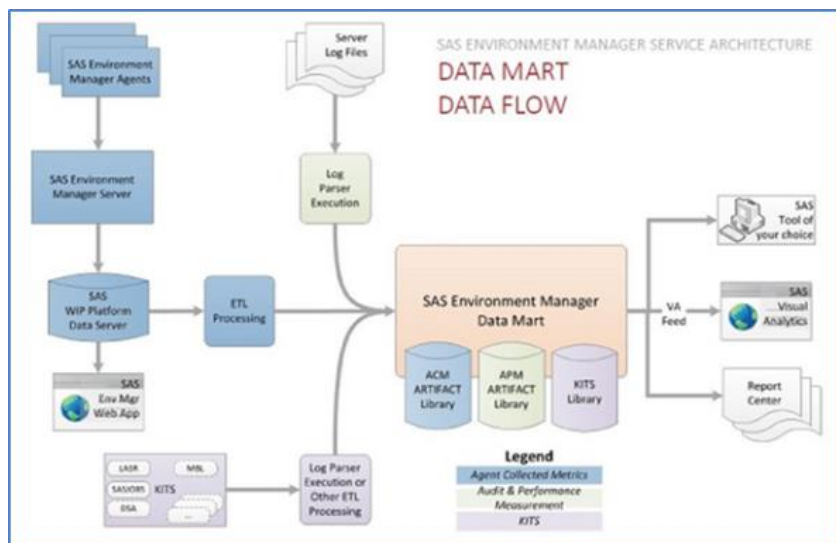 SAS ENVIRONMENT MANAGER SERVICE ARCHITECTURE
DATA MART
DATA FLOW
SAS Environment
Manager Agents
Server
Log Files
SAS Environment
Manager Server
Log
Parser
Execution
SAS
WIP Platform
Data Server
ETL
Processing
SAS Environment Manager
Data Mart
ACM
ARTIFACT
Library
APM
ARTIFACT
Library
KITS
Library
SAS
Tool of
your choice
VA
Feed
SAS
Visual
Analytics
Report
Center
SAS
Env Mgr
Web App
LASR
MBL
SASJOBS
KITS
DSA
...
Log Parser
Execution or
Other ETL
Processing
Legend
Agent Collected Metrics
Audit & Performance
Measurement
KITS